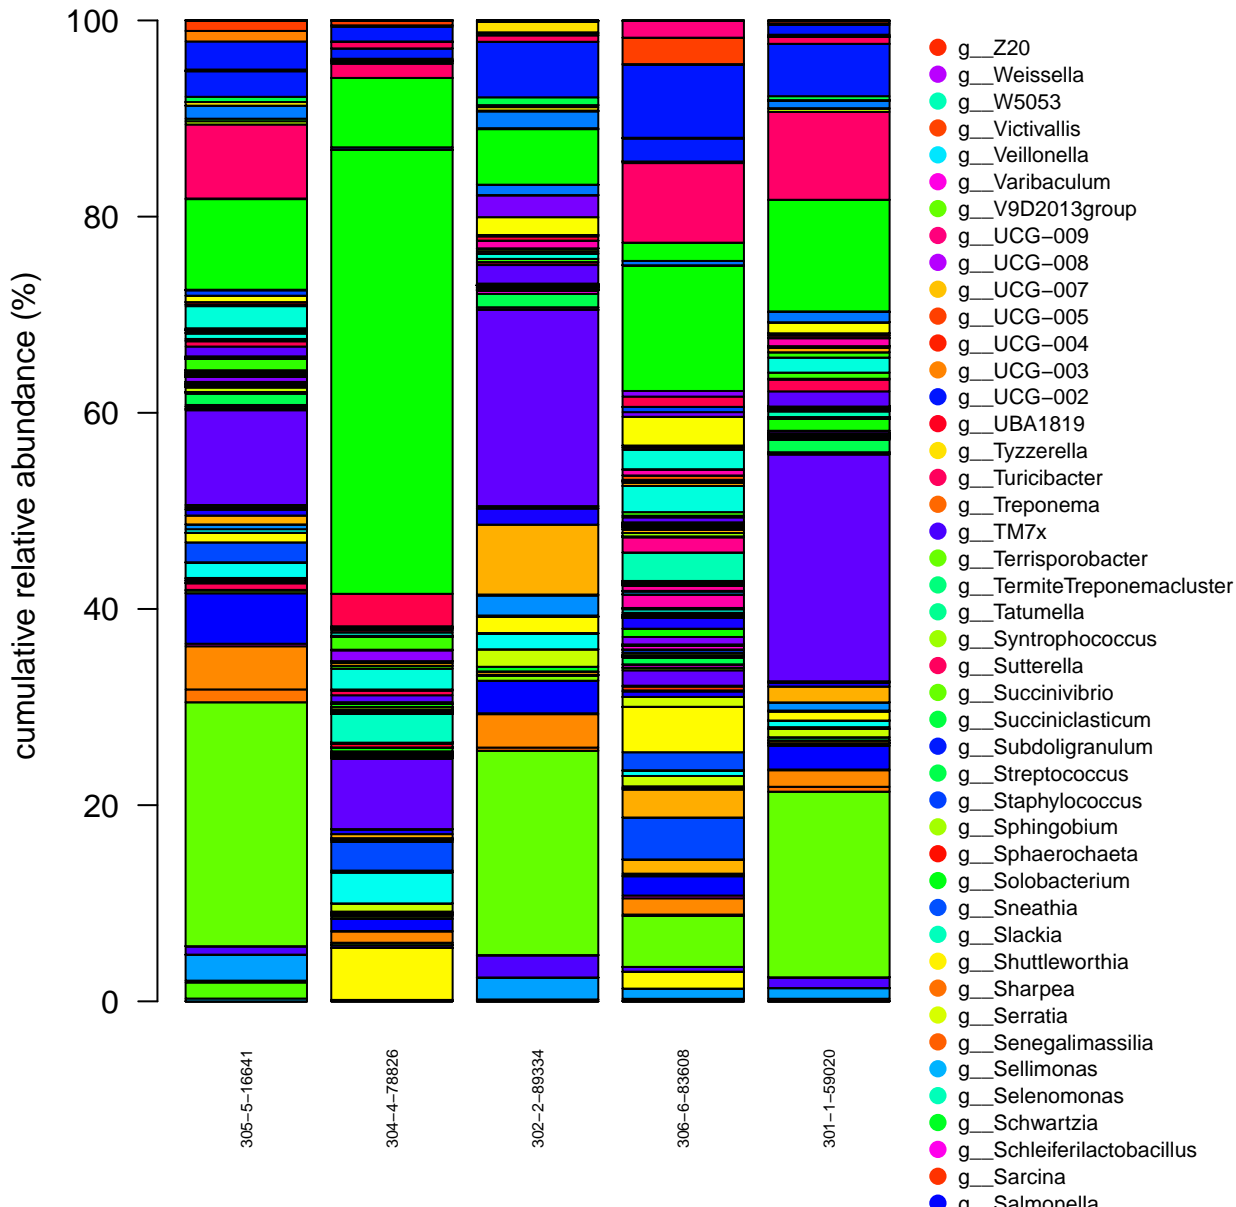 cumulative relative abundance (%)
100
80
60
40
20
0
305−5−16641
304−4−78826
302−2−89334
306−6−83608
301−1−59020
g__Z20
g__Weissella
g__W5053
g__Victivallis
g__Veillonella
g__Varibaculum
g__V9D2013group
g__UCG−009
g__UCG−008
g__UCG−007
g__UCG−005
g__UCG−004
g__UCG−003
g__UCG−002
g__UBA1819
g__Tyzzerella
g__Turicibacter
g__Treponema
g__TM7x
g__Terrisporobacter
g__TermiteTreponemacluster
g__Tatumella
g__Syntrophococcus
g__Sutterella
g__Succinivibrio
g__Succiniclasticum
g__Subdoligranulum
g__Streptococcus
g__Staphylococcus
g__Sphingobium
g__Sphaerochaeta
g__Solobacterium
g__Sneathia
g__Slackia
g__Shuttleworthia
g__Sharpea
g__Serratia
g__Senegalimassilia
g__Sellimonas
g__Selenomonas
g__Schwartzia
g__Schleiferilactobacillus
g__Sarcina
g__Salmonella